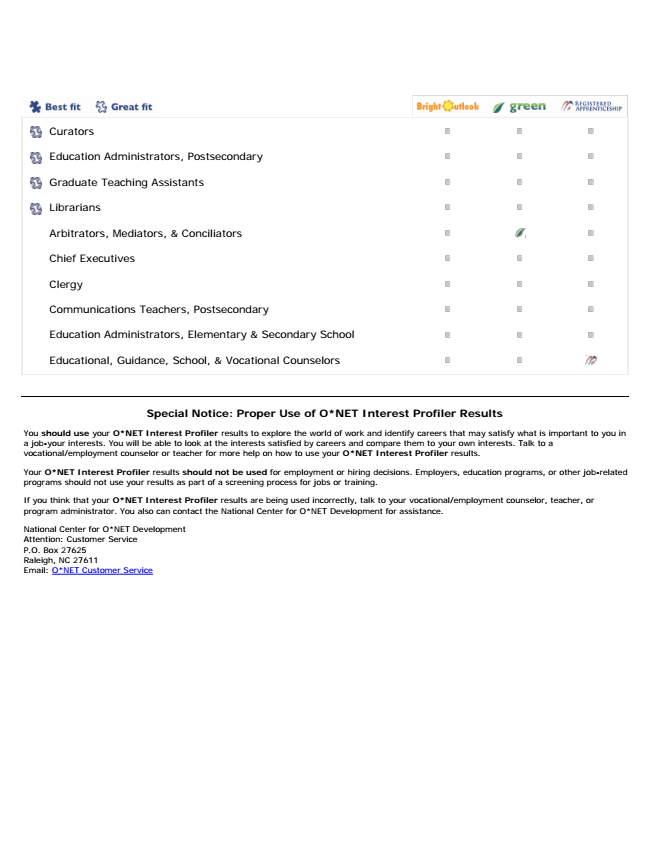 Best fit Great fit Bright Outlook green REGISTERED APPRENTICESHIP
Curators
Education Administrators, Postsecondary
Graduate Teaching Assistants
Librarians
Arbitrators, Mediators, & Conciliators
Chief Executives
Clergy
Communications Teachers, Postsecondary
Education Administrators, Elementary & Secondary School
Educational, Guidance, School, & Vocational Counselors
Special Notice: Proper Use of O*NET Interest Profiler Results
You should use your O*NET Interest Profiler results to explore the world of work and identify careers that may satisfy what is important to you in
a job-your interests. You will be able to look at the interests satisfied by careers and compare them to your own interests. Talk to a
vocational/employment counselor or teacher for more help on how to use your O*NET Interest Profiler results.
Your O*NET Interest Profiler results should not be used for employment or hiring decisions. Employers, education programs, or other job-related
programs should not use your results as part of a screening process for jobs or training.
If you think that your O*NET Interest Profiler results are being used incorrectly, talk to your vocational/employment counselor, teacher, or
program administrator. You also can contact the National Center for O*NET Development for assistance.
National Center for O*NET Development
Attention: Customer Service
P.O. Box 27625
Raleigh, NC 27611
Email: O*NET Customer Service